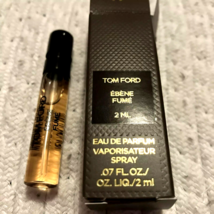 TOM FORD
ÉBÈNE
FUMÉ
2 ML
EAU DE PARFUM
VAPORISATEUR
SPRAY
.07 FL.OZ./
OZ. LIQ./2 ml